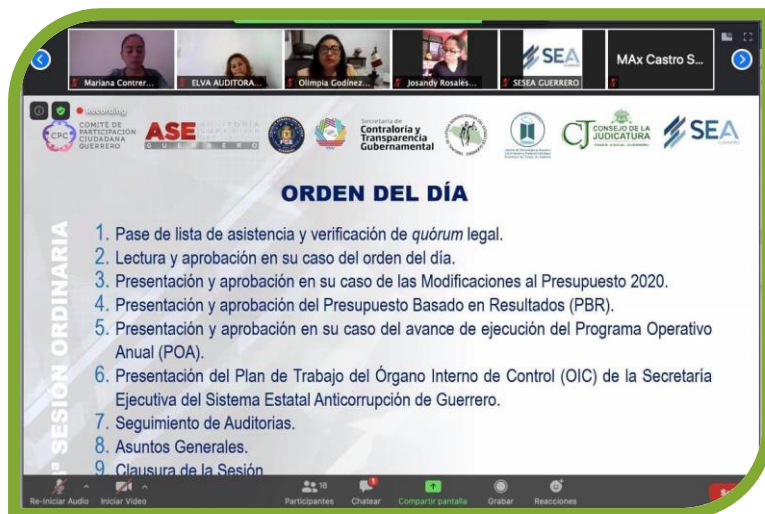 Mariana Contrer...
ELVA AUDITORA...
Olimpia Godínez...
Josandy Rosales...
SEA
SESEA GUERRERO
MAx Castro S...
Recording
CPC
COMITÉ DE
PARTICIPACIÓN
CIUDADANA
GUERRERO
ASE
GUERRERO
FGE
Secretaría de
Contraloría y
Transparencia
Gubernamental
CJ
CONSEJO DE LA
JUDICATURA
SEA
ORDEN DEL DÍA
1. Pase de lista de asistencia y verificación de quórum legal.
2. Lectura y aprobación en su caso del orden del día.
3. Presentación y aprobación en su caso de las Modificaciones al Presupuesto 2020.
4. Presentación y aprobación del Presupuesto Basado en Resultados (PBR).
5. Presentación y aprobación en su caso del avance de ejecución del Programa Operativo
Anual (POA).
6. Presentación del Plan de Trabajo del Órgano Interno de Control (OIC) de la Secretaría
Ejecutiva del Sistema Estatal Anticorrupción de Guerrero.
7. Seguimiento de Auditorias.
8. Asuntos Generales.
9. Clausura de la Sesión
SESIÓN ORDINARIA
Re-Iniciar Audio
Iniciar Video
18
Participantes
1
Chatear
Compartir pantalla
Grabar
Reacciones